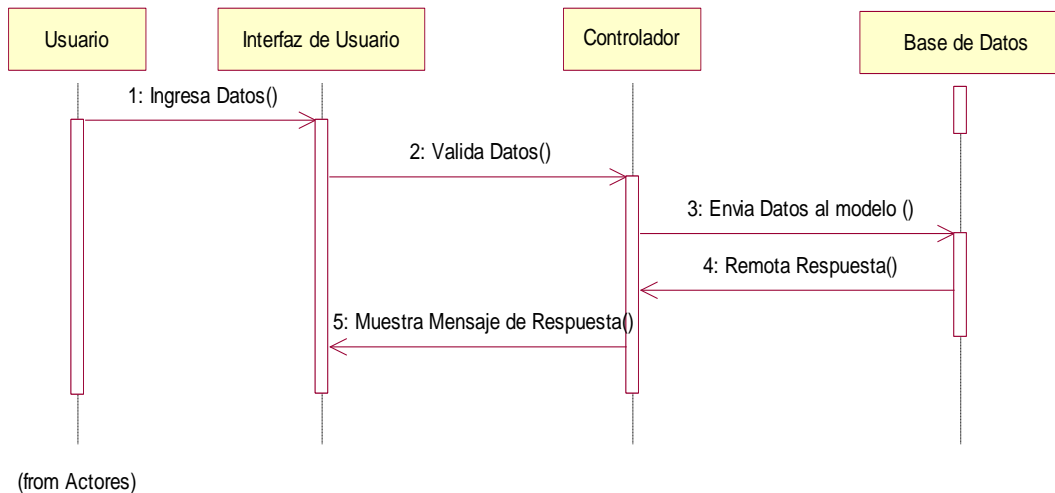 Usuario
Interfaz de Usuario
Controlador
Base de Datos
1: Ingresa Datos()
2: Valida Datos()
3: Envia Datos al modelo ()
4: Remota Respuesta()
5: Muestra Mensaje de Respuesta()
(from Actores)